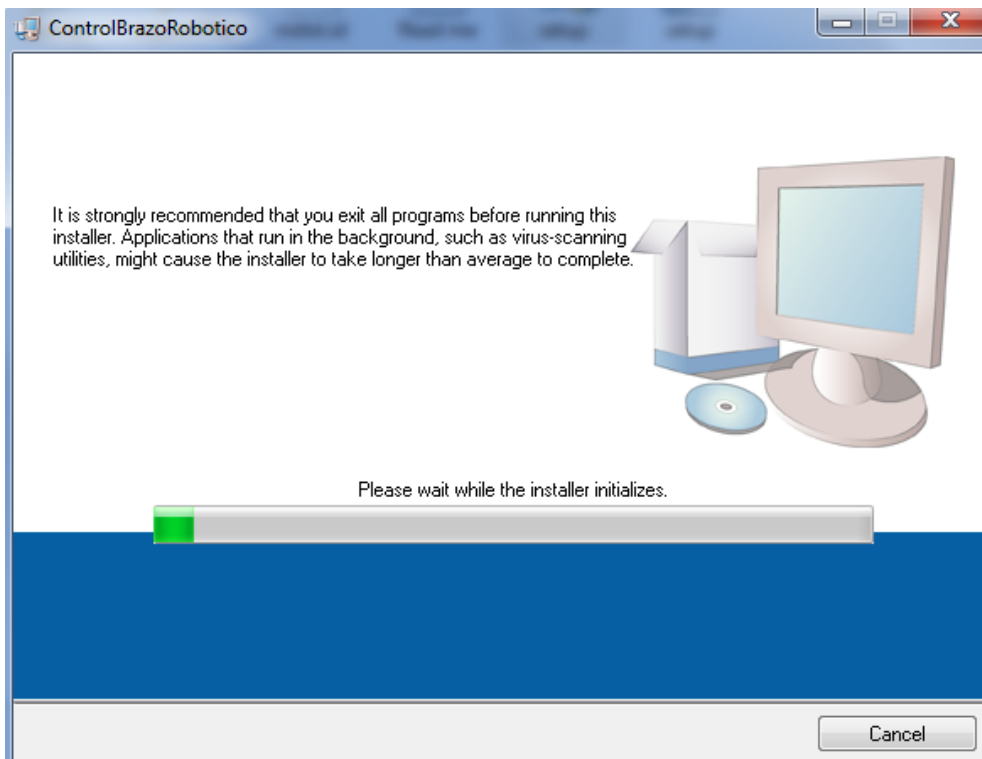 ControlBrazoRobotico
It is strongly recommended that you exit all programs before running this
installer. Applications that run in the background, such as virus-scanning
utilities, might cause the installer to take longer than average to complete.
Please wait while the installer initializes.
Cancel